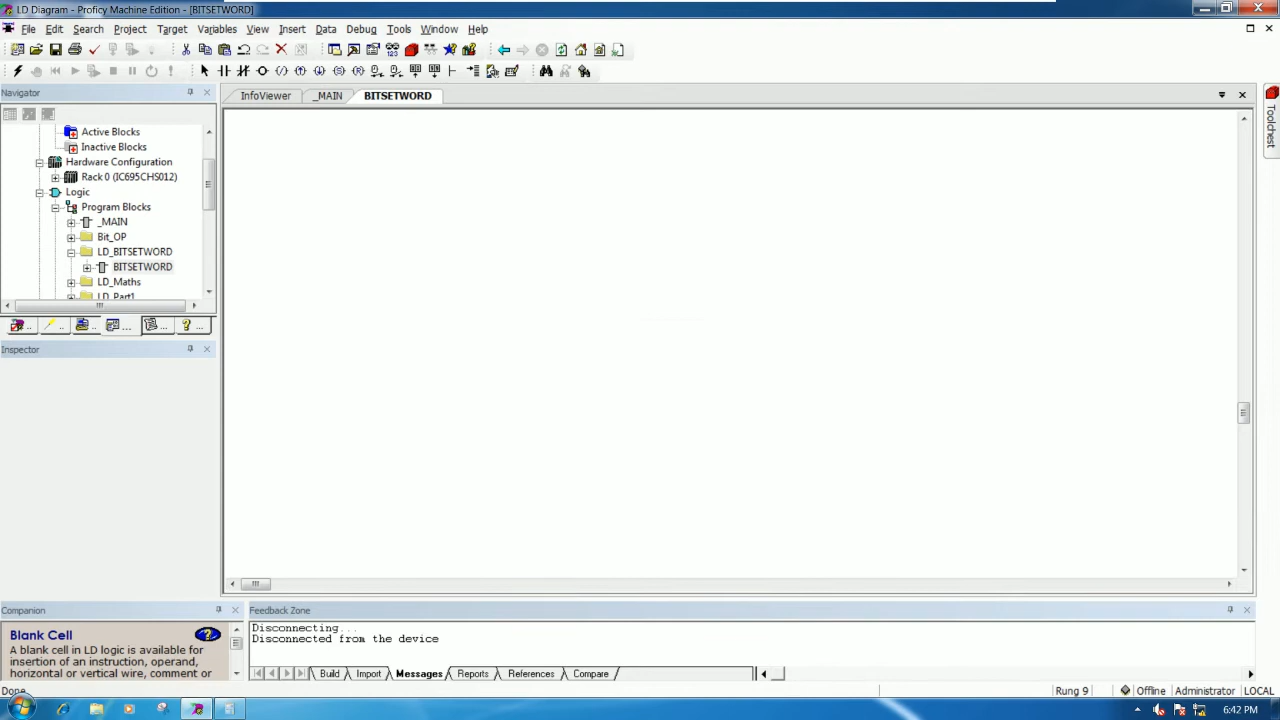 LD Diagram - Proficy Machine Edition - [BITSETWORD]
File Edit Search Project Target Variables View Insert Data Debug Tools Window Help
Navigator
InfoViewer _MAIN BITSETWORD
Toolchest
Active Blocks
Inactive Blocks
Hardware Configuration
Rack 0 (IC695CHS012)
Logic
Program Blocks
_MAIN
Bit_OP
LD_BITSETWORD
BITSETWORD
LD_Maths
LD_Part1
Inspector
Companion
Blank Cell
A blank cell in LD logic is available for
insertion of an instruction, operand,
horizontal or vertical wire, comment or
Feedback Zone
Disconnecting...
Disconnected from the device
Build Import Messages Reports References Compare
Done
Rung 9 Offline Administrator LOCAL
6:42 PM